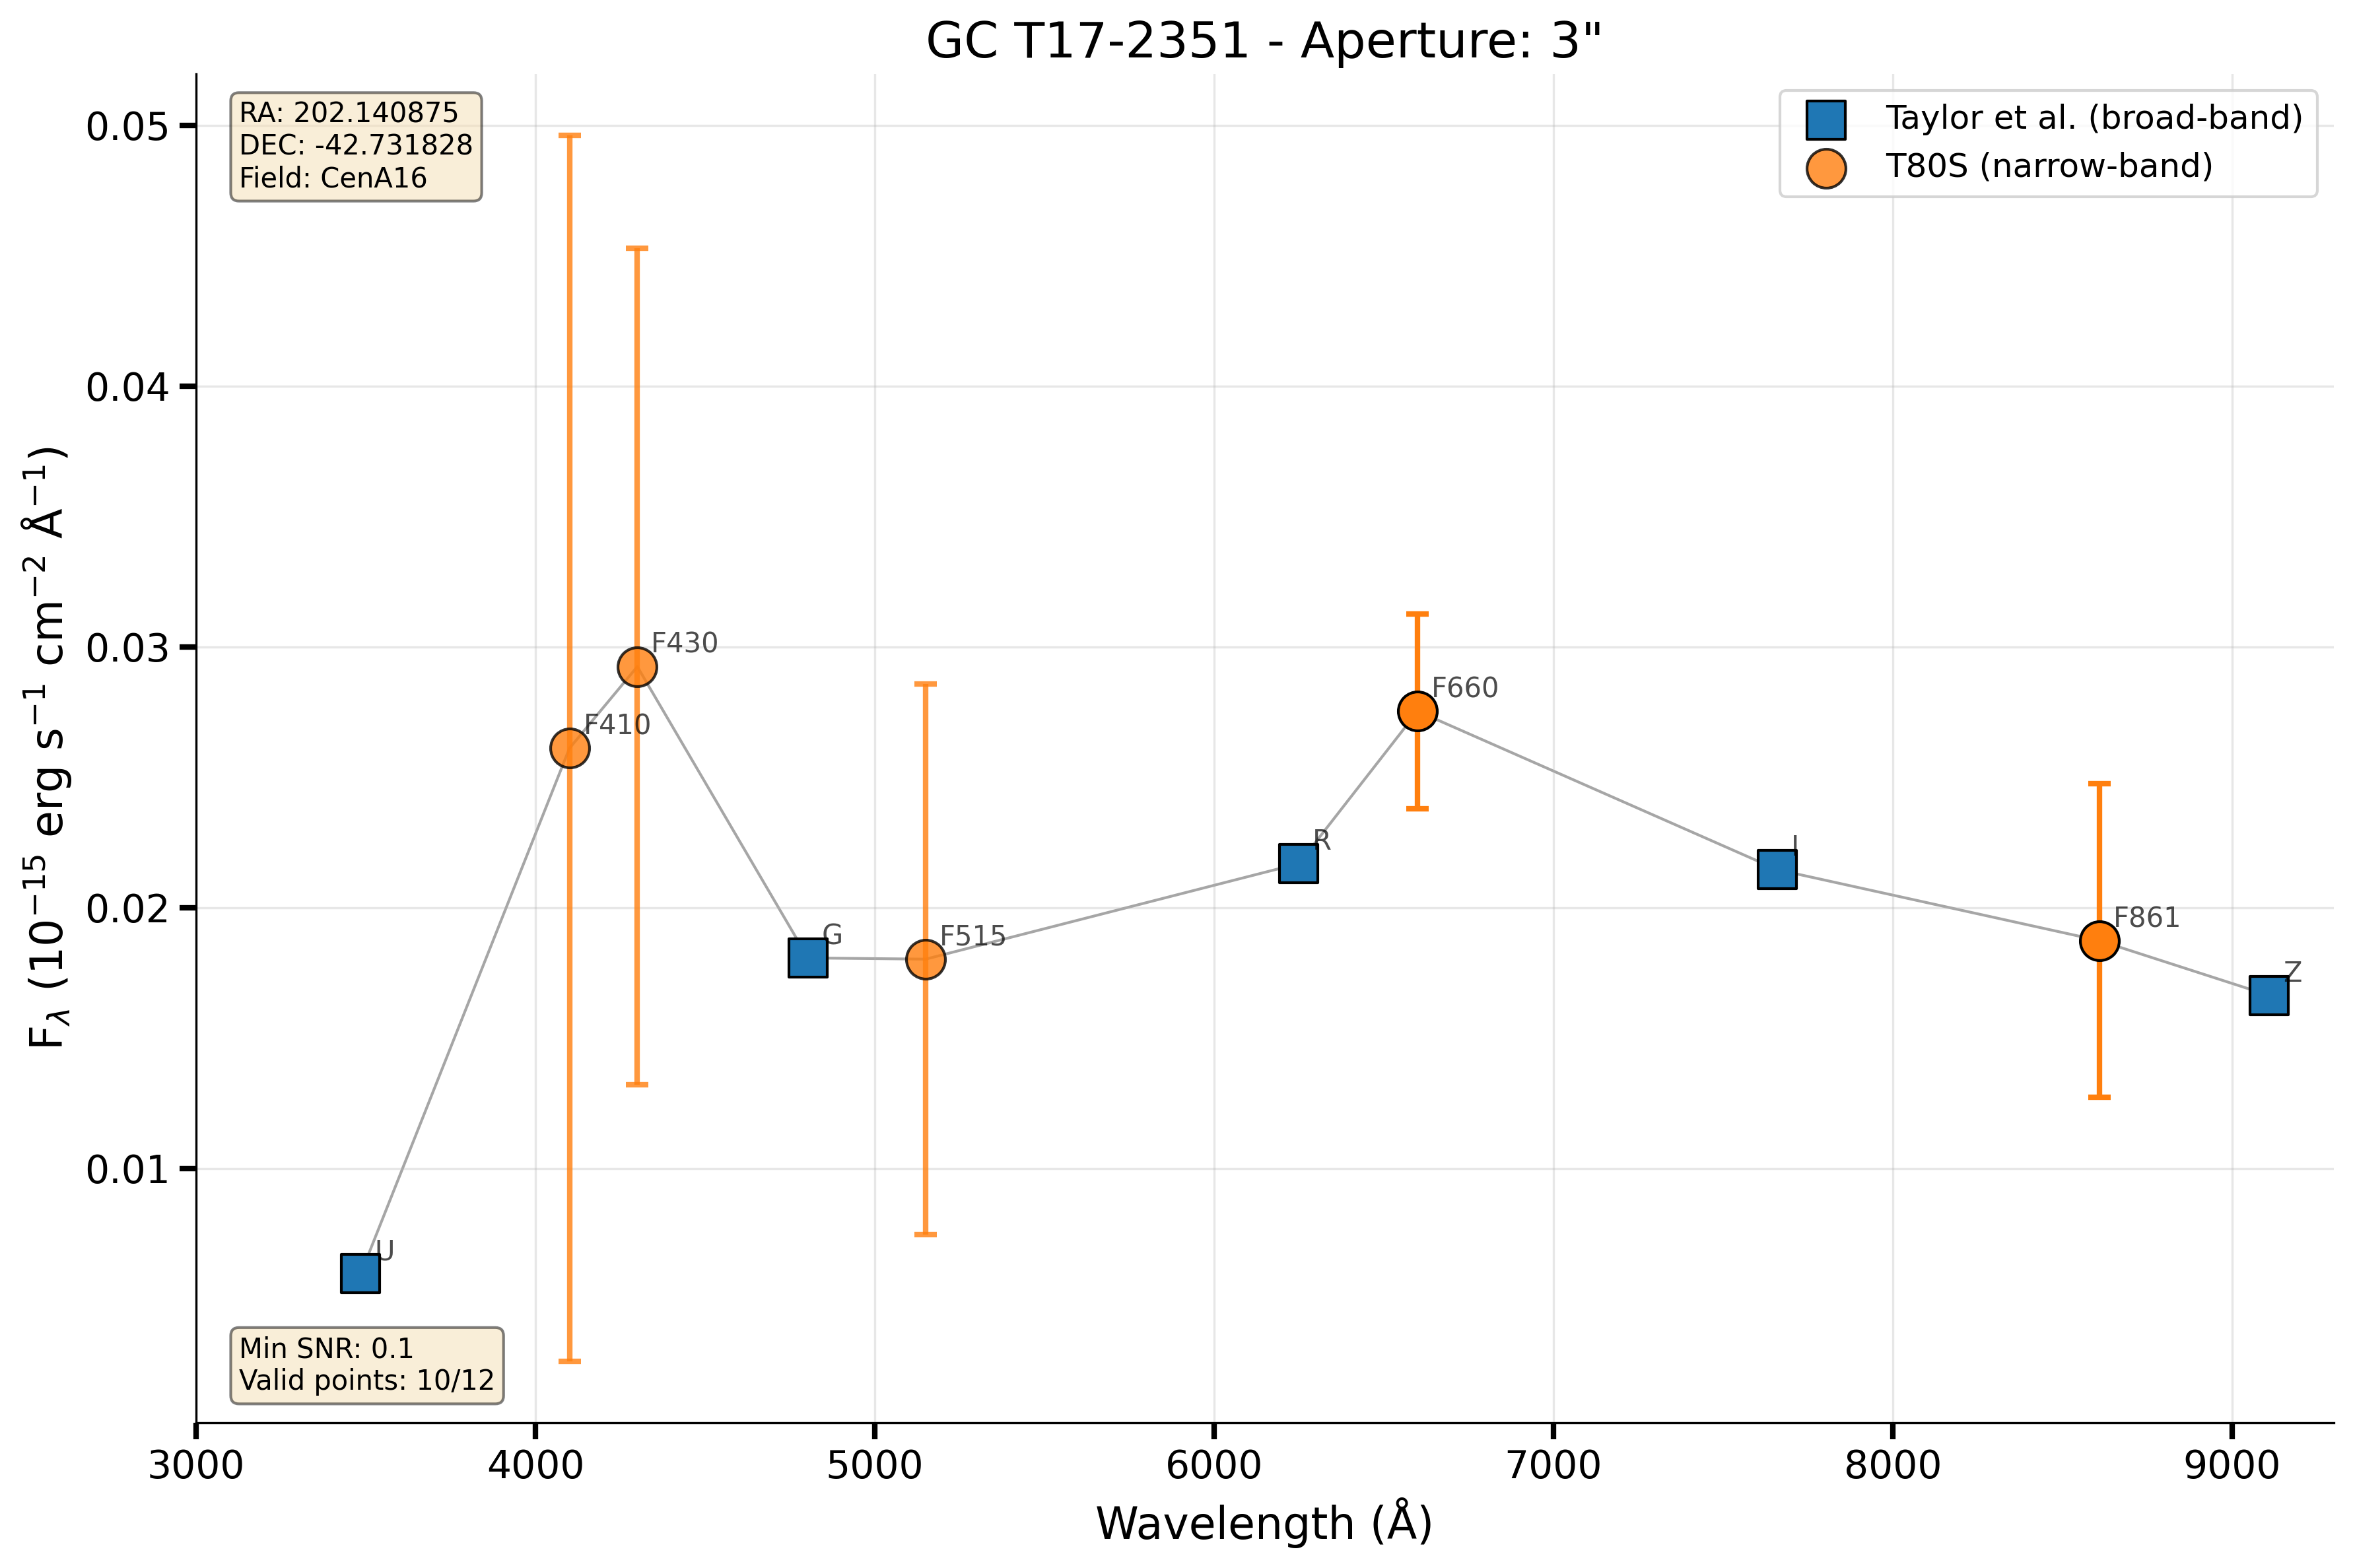 GC T17-2351 - Aperture: 3"
RA: 202.140875
DEC: -42.731828
Field: CenA16
Taylor et al. (broad-band)
T80S (narrow-band)
0.05
0.04
0.03
0.02
0.01
F_λ (10⁻¹⁵ erg s⁻¹ cm⁻² Å⁻¹)
U
F410
F430
G
F515
R
F660
I
F861
Z
Min SNR: 0.1
Valid points: 10/12
3000 4000 5000 6000 7000 8000 9000
Wavelength (Å)